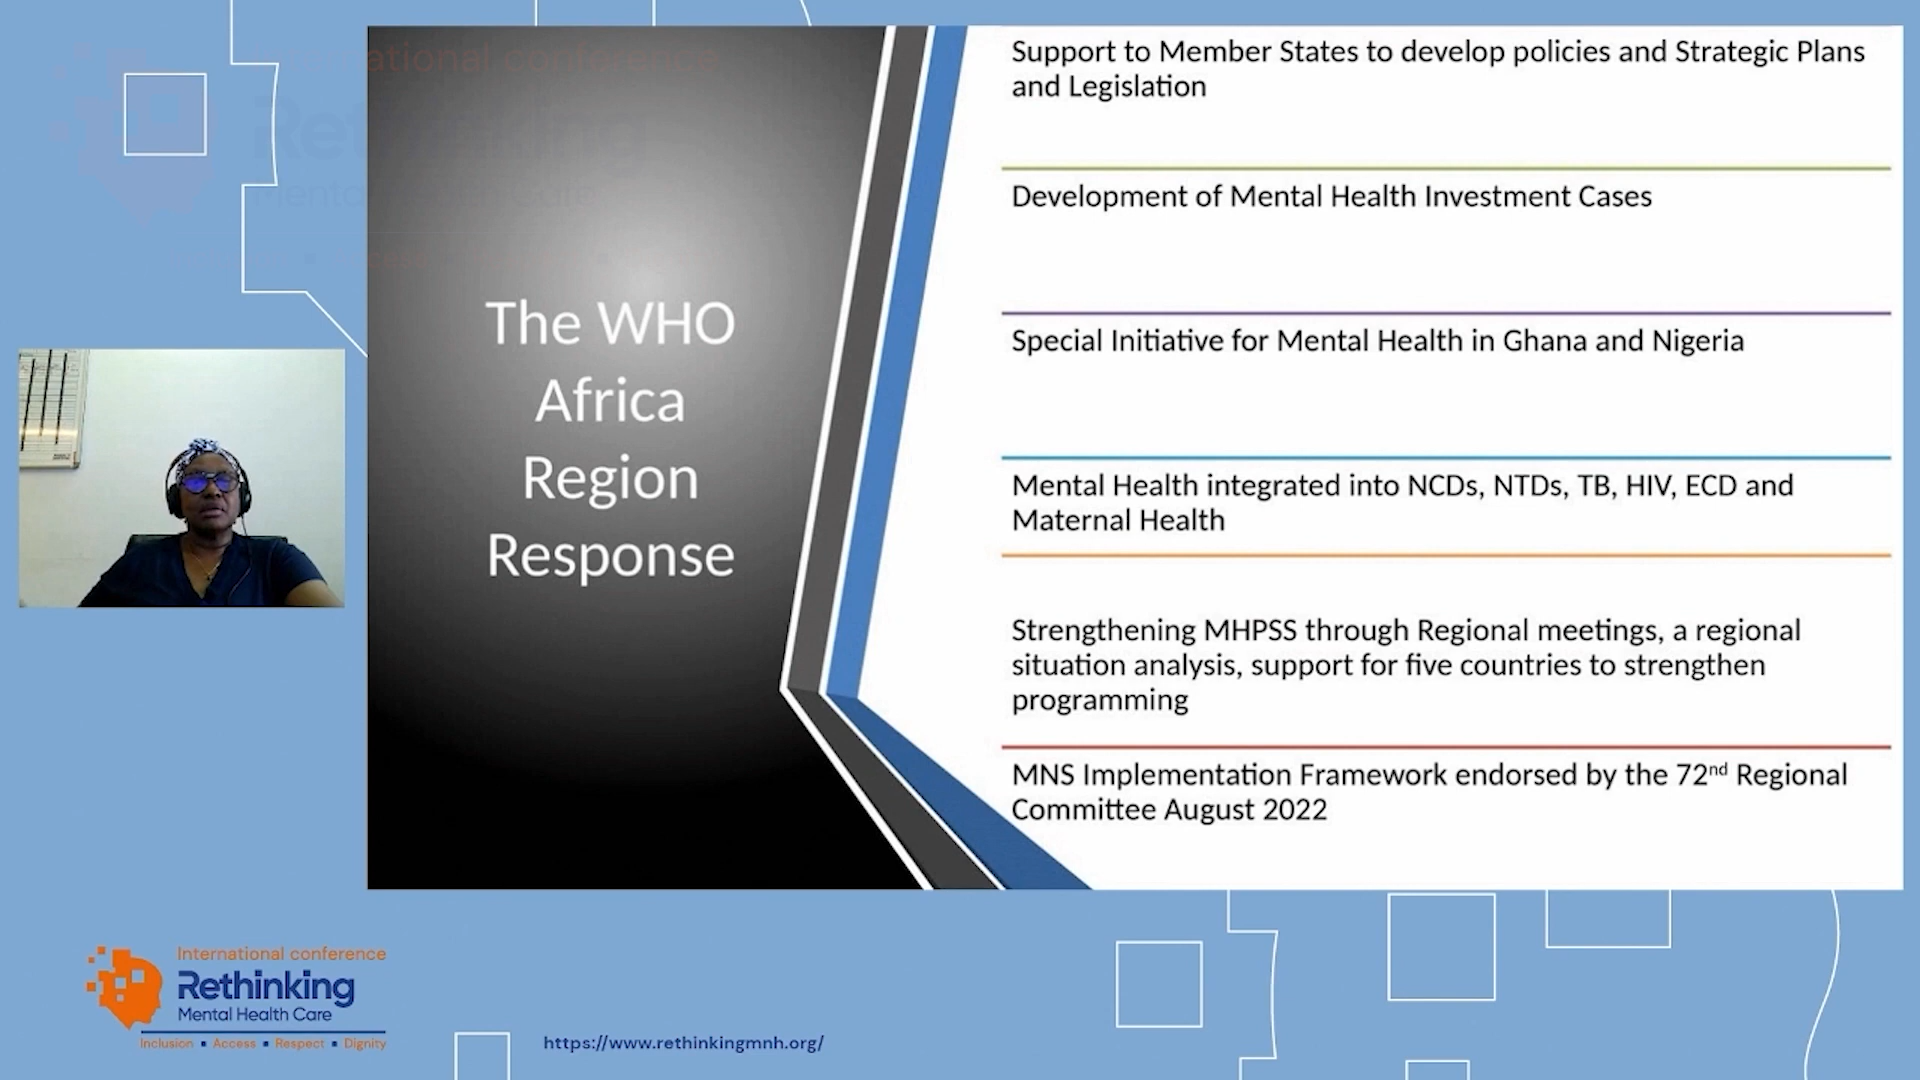 The WHO
Africa
Region
Response
Support to Member States to develop policies and Strategic Plans
and Legislation
Development of Mental Health Investment Cases
Special Initiative for Mental Health in Ghana and Nigeria
Mental Health integrated into NCDs, NTDs, TB, HIV, ECD and
Maternal Health
Strengthening MHPSS through Regional meetings, a regional
situation analysis, support for five countries to strengthen
programming
MNS Implementation Framework endorsed by the 72nd Regional
Committee August 2022
International conference
Rethinking
Mental Health Care
Inclusion ▪ Access ▪ Respect ▪ Dignity
https://www.rethinkingmnh.org/